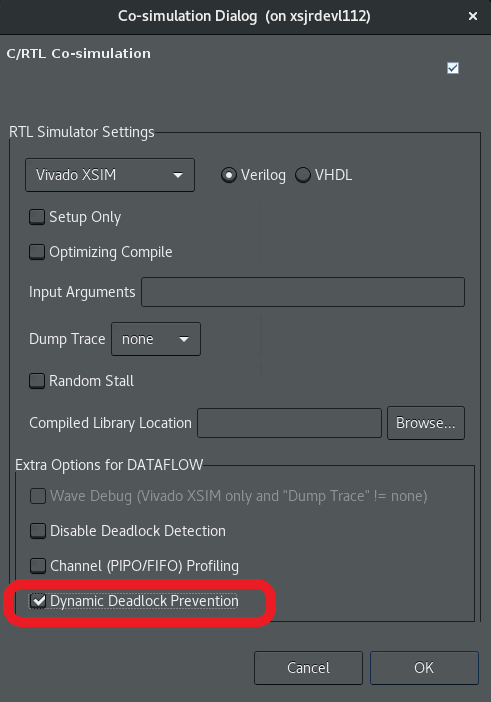 Co-simulation Dialog (on xsjrdevl112)
C/RTL Co-simulation
RTL Simulator Settings
Vivado XSIM Verilog VHDL
Setup Only
Optimizing Compile
Input Arguments
Dump Trace none
Random Stall
Compiled Library Location Browse...
Extra Options for DATAFLOW
Wave Debug (Vivado XSIM only and "Dump Trace" != none)
Disable Deadlock Detection
Channel (PIPO/FIFO) Profiling
Dynamic Deadlock Prevention
Cancel OK